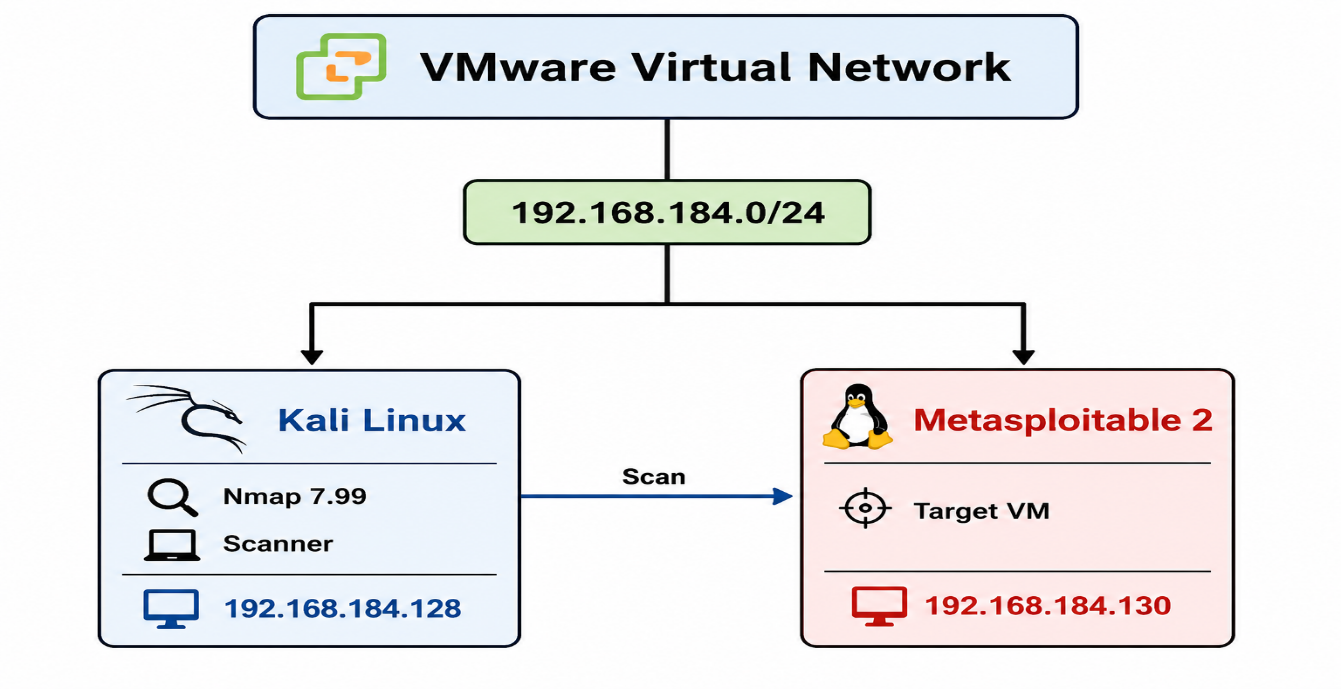 VMware Virtual Network
192.168.184.0/24
Kali Linux
Nmap 7.99
Scanner
192.168.184.128
Scan
Metasploitable 2
Target VM
192.168.184.130